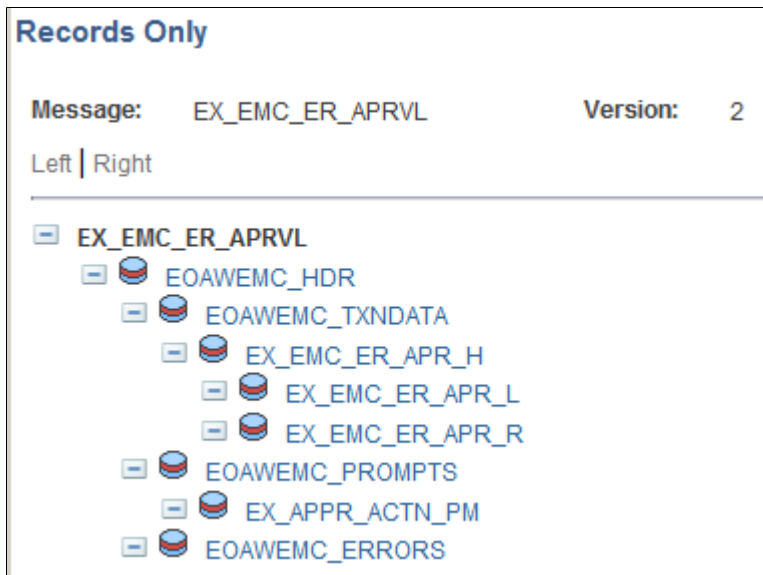 Records Only
Message: EX_EMC_ER_APRVL Version: 2
Left | Right
EX_EMC_ER_APRVL
EOAWEMC_HDR
EOAWEMC_TXNDATA
EX_EMC_ER_APR_H
EX_EMC_ER_APR_L
EX_EMC_ER_APR_R
EOAWEMC_PROMPTS
EX_APPR_ACTN_PM
EOAWEMC_ERRORS